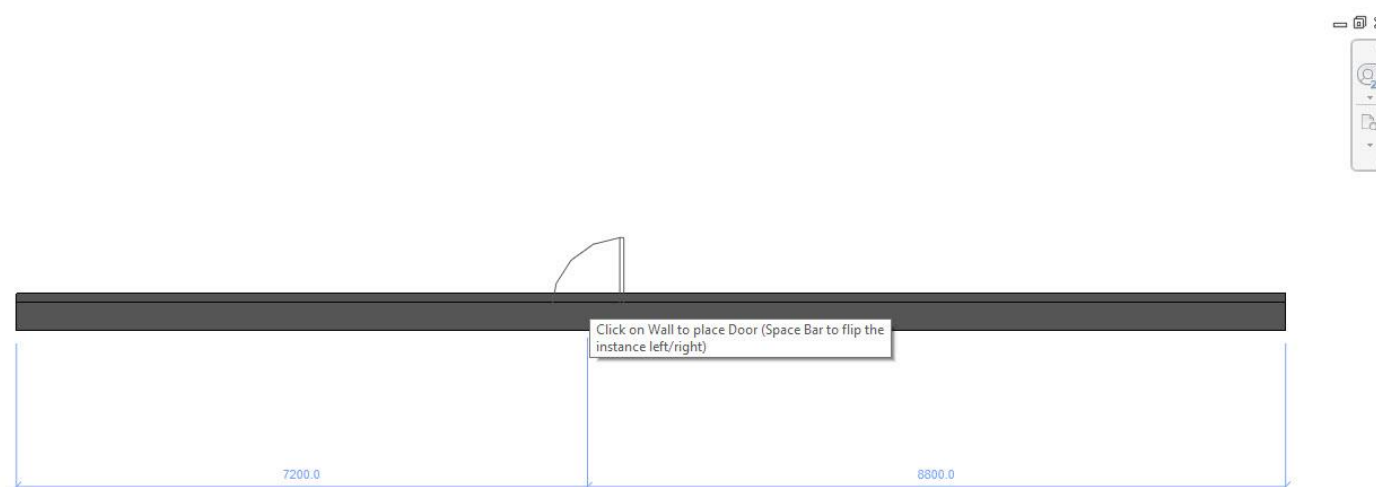 Click on Wall to place Door (Space Bar to flip the
instance left/right)
7200.0
8800.0